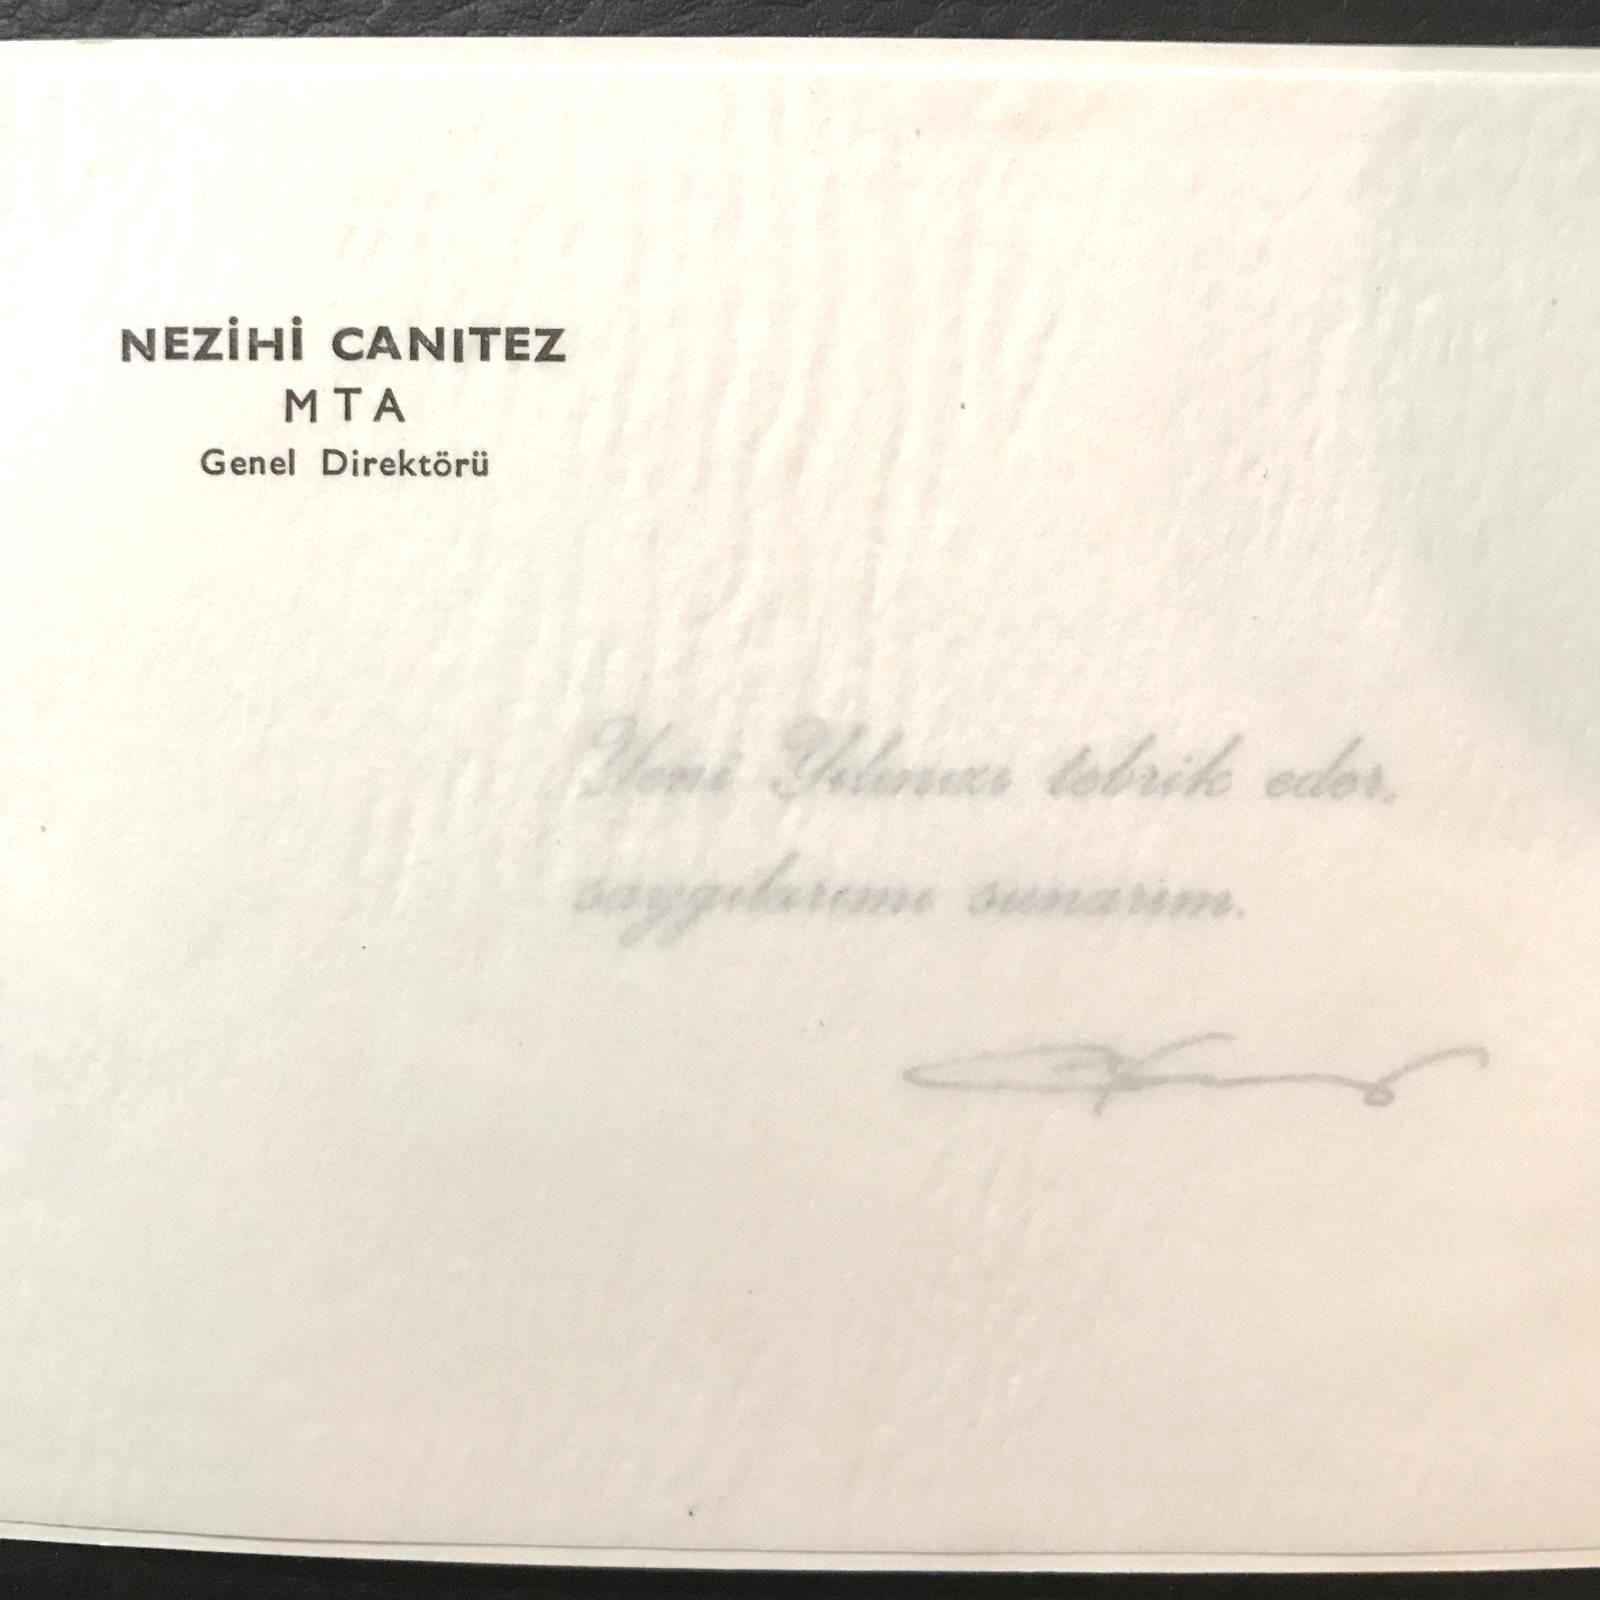 NEZİHİ CANITEZ
MTA
Genel Direktörü
Yeni Yılınızı tebrik eder,
saygılarımı sunarım.